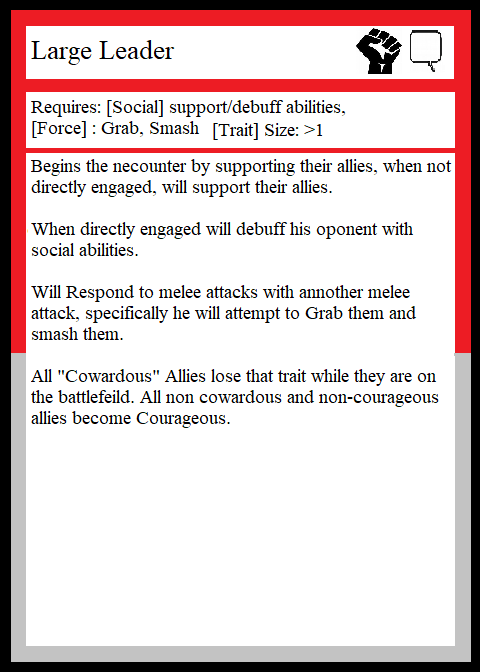 Large Leader
Requires: [Social] support/debuff abilities,
[Force] : Grab, Smash [Trait] Size: >1
Begins the necounter by supporting their allies, when not
directly engaged, will support their allies.
When directly engaged will debuff his oponent with
social abilities.
Will Respond to melee attacks with annother melee
attack, specifically he will attempt to Grab them and
smash them.
All "Cowardous" Allies lose that trait while they are on
the battlefeild. All non cowardous and non-courageous
allies become Courageous.